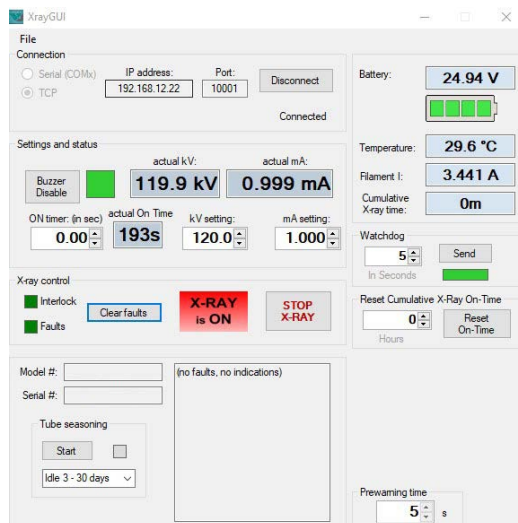 XrayGUI
File
Connection
Serial (COMx)
TCP
IP address:
192.168.12.22
Port:
10001
Disconnect
Connected
Battery:
24.94 V
Temperature:
29.6 °C
Filament I:
3.441 A
Cumulative
X-ray time:
0m
Settings and status
Buzzer
Disable
actual kV:
119.9 kV
actual mA:
0.999 mA
ON timer: (in sec)
0.00
actual On Time
193s
kV setting:
120.0
mA setting:
1.000
Watchdog
5
Send
In Seconds
X-ray control
Interlock
Faults
Clear faults
X-RAY
is ON
STOP
X-RAY
Reset Cumulative X-Ray On-Time
0
Hours
Reset
On-Time
Model #:
Serial #:
(no faults, no indications)
Tube seasoning
Start
Idle 3 - 30 days
Prewarning time
5 s